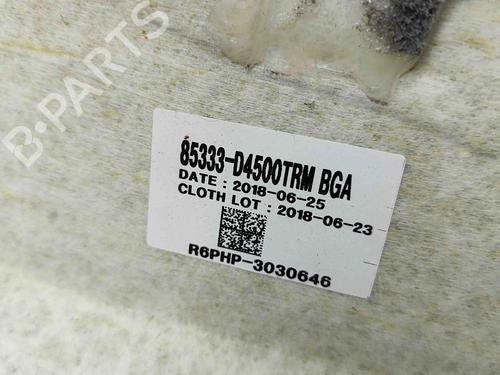 B-PARTS
85333-D4500TRM BGA
DATE : 2018-06-25
CLOTH LOT : 2018-06-23
R6PHP-3030646